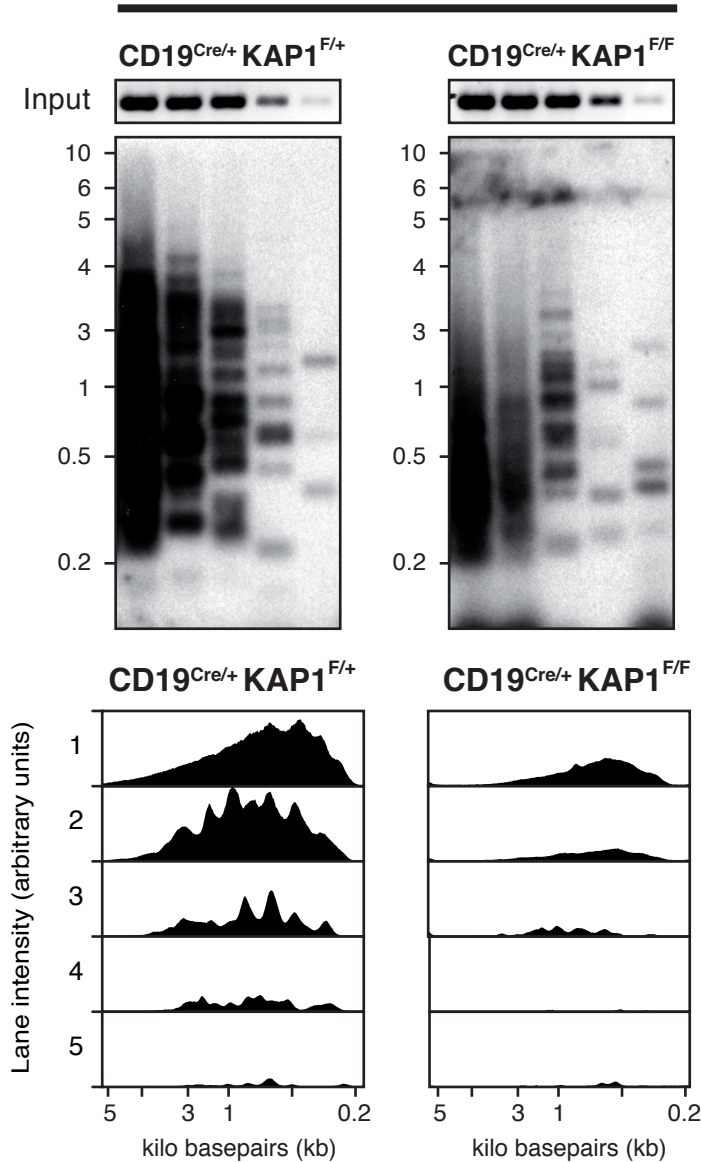 CD19Cre/+ KAP1F/+ CD19Cre/+ KAP1F/F
Input
10 10
6 6
5 5
4 4
3 3
1 1
0.5 0.5
0.2 0.2
CD19Cre/+ KAP1F/+ CD19Cre/+ KAP1F/F
Lane intensity (arbitrary units)
1
2
3
4
5
5 3 1 0.2 5 3 1 0.2
kilo basepairs (kb) kilo basepairs (kb)